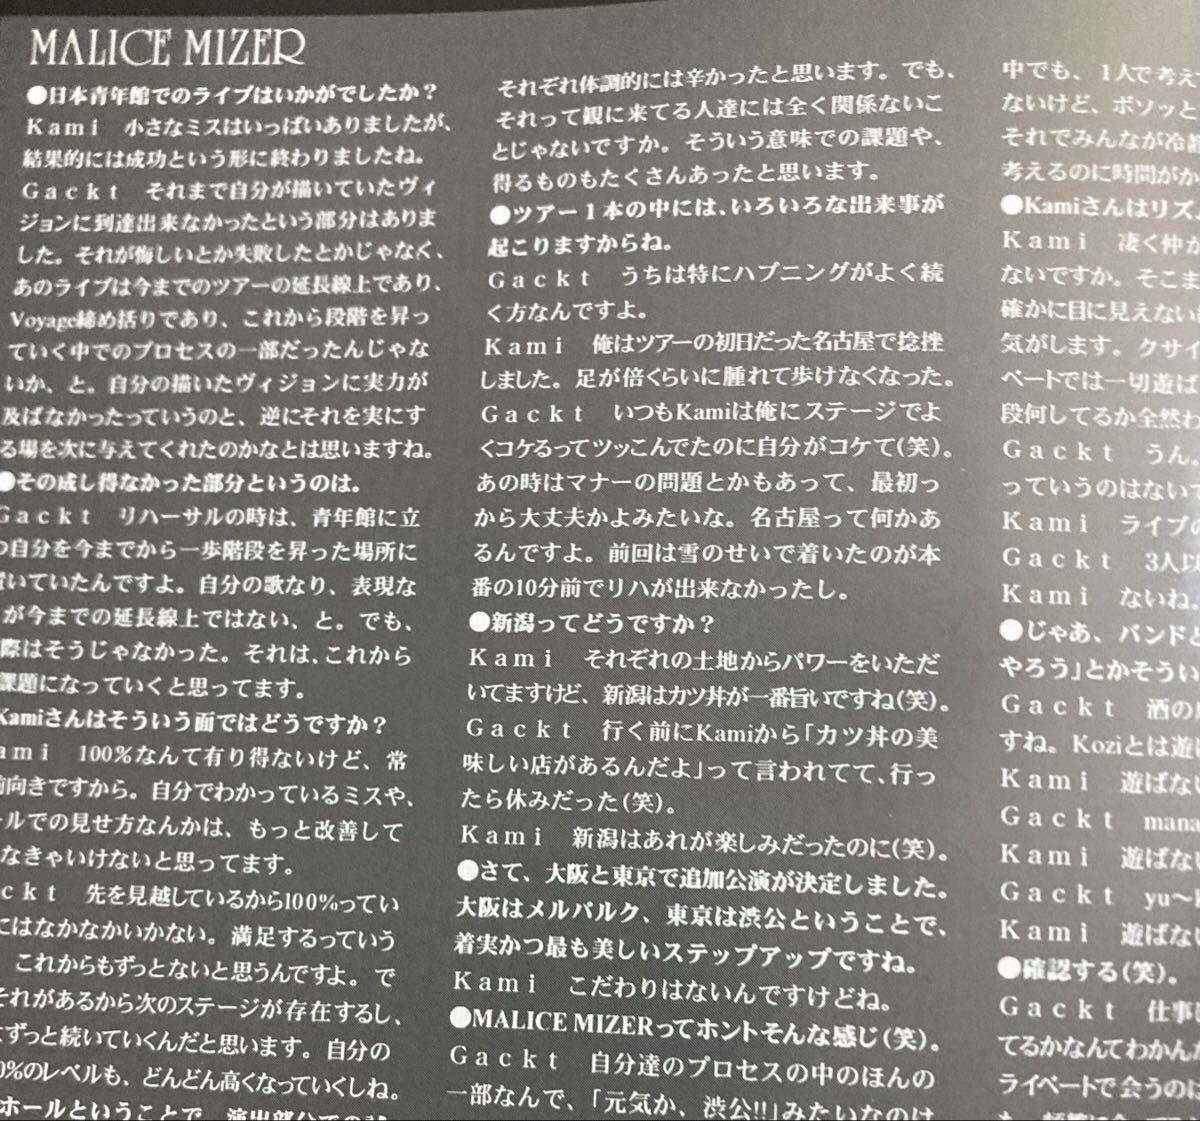 MALICE MIZER
●日本青年館でのライブはいかがでしたか？
Kami　小さなミスはいっぱいありましたが、
結果的には成功という形に終わりましたね。
Gackt　それまで自分が描いていたヴィ
ジョンに到達出来なかったという部分はありま
した。それが悔しいとか失敗したとかじゃなく、
あのライブは今までのツアーの延長線上であり、
Voyage締め括りであり、これから段階を昇っ
ていく中でのプロセスの一部だったんじゃな
いか、と。自分の描いたヴィジョンに実力が
及ばなかったっていうのと、逆にそれを実にす
る場を次に与えてくれたのかなとは思いますね。
●その成し得なかった部分というのは。
Gackt　リハーサルの時は、青年館に立
つ自分を今までから一歩階段を昇った場所に
置いていたんですよ。自分の歌なり、表現な
が今までの延長線上ではない、と。でも、
際はそうじゃなかった。それは、これから
課題になっていくと思ってます。
Kamiさんはそういう面ではどうですか？
ami　100％なんて有り得ないけど、常
前向きですから。自分でわかっているミスや、
ールでの見せ方なんかは、もっと改善して
なきゃいけないと思ってます。
ckt　先を見越しているから100％ってい
にはなかなかいかない。満足するっていう
、これからもずっとないと思うんですよ。で
それがあるから次のステージが存在するし、
ずっと続いていくんだと思います。自分の
0％のレベルも、どんどん高くなっていくしね。
ホールということで、演出部分での
それぞれ体調的には辛かったと思います。でも、
それって観に来てる人達には全く関係ないこ
とじゃないですか。そういう意味での課題や、
得るものもたくさんあったと思います。
●ツアー1本の中には、いろいろな出来事が
起こりますからね。
Gackt　うちは特にハプニングがよく続
く方なんですよ。
Kami　俺はツアーの初日だった名古屋で捻挫
しました。足が倍くらいに腫れて歩けなくなった。
Gackt　いつもKamiは俺にステージでよ
くコケるってツッこんでたのに自分がコケて(笑)。
あの時はマナーの問題とかもあって、最初っ
から大丈夫かよみたいな。名古屋って何かあ
るんですよ。前回は雪のせいで着いたのが本
番の10分前でリハが出来なかったし。
●新潟ってどうですか？
Kami　それぞれの土地からパワーをいただ
いてますけど、新潟はカツ丼が一番旨いですね(笑)。
Gackt　行く前にKamiから「カツ丼の美
味しい店があるんだよ」って言われてて、行っ
たら休みだった(笑)。
Kami　新潟はあれが楽しみだったのに(笑)。
●さて、大阪と東京で追加公演が決定しました。
大阪はメルパルク、東京は渋公ということで、
着実かつ最も美しいステップアップですね。
Kami　こだわりはないんですけどね。
●MALICE MIZERってホントそんな感じ(笑)。
Gackt　自分達のプロセスの中のほんの
一部なんで、「元気か、渋公!!」みたいなのは
中でも、1人で考え
ないけど、ボソッと
それでみんなが冷静
考えるのに時間がか
●Kamiさんはリズ
Kami　凄く仲か
ないですか。そこま
確かに目に見えない
気がします。クサイ
ベートでは一切遊ば
段何してるか全然わ
Gackt　うん。
っていうのはないで
Kami　ライブ
Gackt　3人以
Kami　ないね
●じゃあ、バンド
やろう」とかそうい
Gackt　酒の
すね。Koziとは遊
Kami　遊ばな
Gackt　mana
Kami　遊ばな
Gackt　yu〜
Kami　遊ばな
●確認する(笑)。
Gackt　仕事
てるかなんてわかんな
ライベートで会うのは